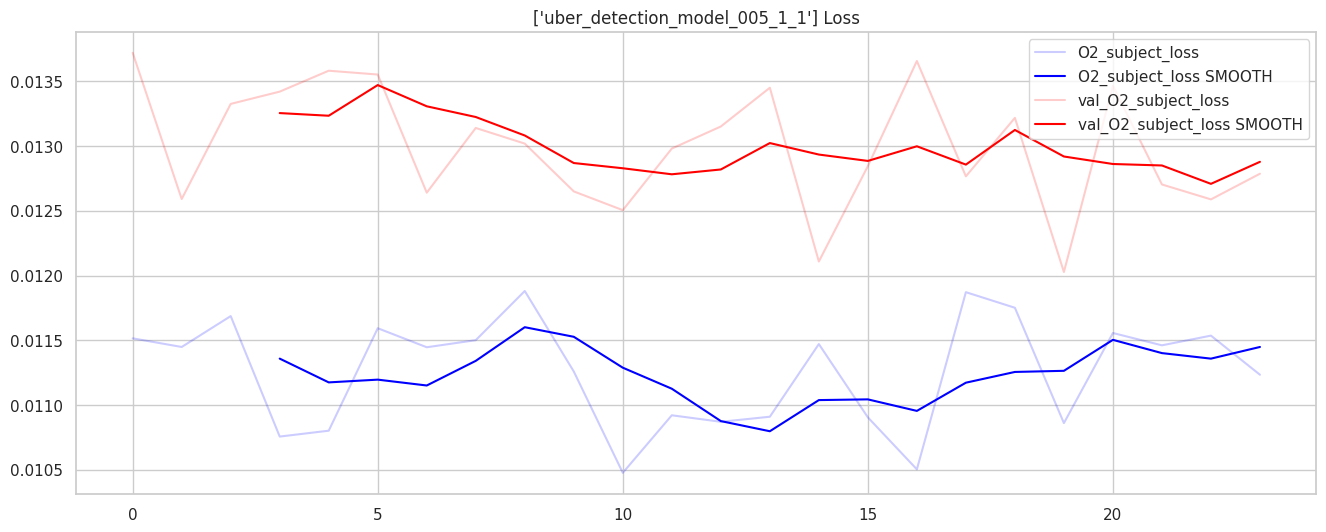 ['uber_detection_model_005_1_1'] Loss
O2_subject_loss
O2_subject_loss SMOOTH
val_O2_subject_loss
val_O2_subject_loss SMOOTH
0.0135
0.0130
0.0125
0.0120
0.0115
0.0110
0.0105
0 5 10 15 20